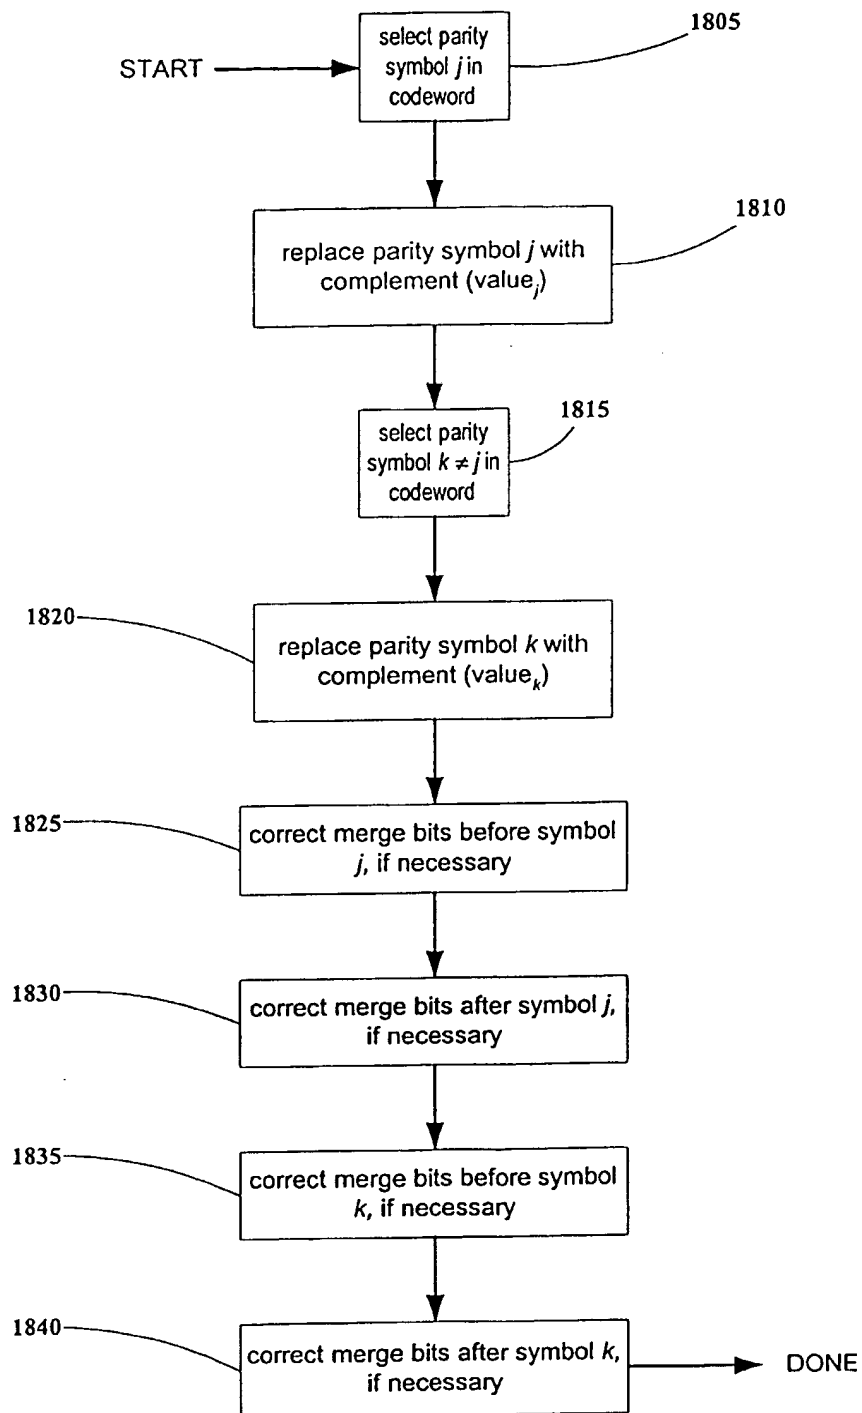 1805
START
select parity
symbol j in
codeword
1810
replace parity symbol j with
complement (valueⱼ)
1815
select parity
symbol k ≠ j in
codeword
1820
replace parity symbol k with
complement (valueₖ)
1825
correct merge bits before symbol
j, if necessary
1830
correct merge bits after symbol j,
if necessary
1835
correct merge bits before symbol
k, if necessary
1840
correct merge bits after symbol k,
if necessary
DONE